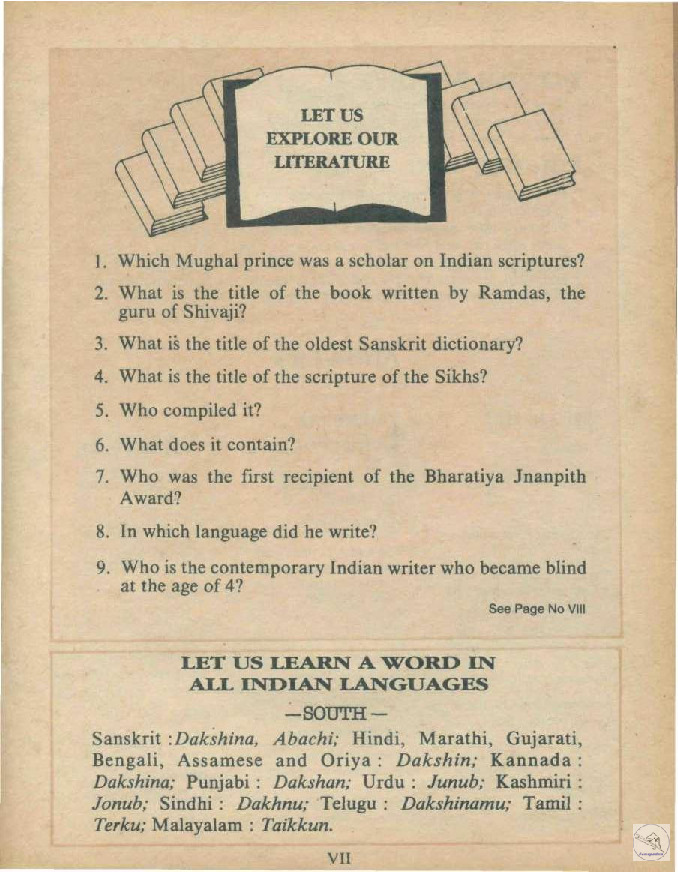 LET US
EXPLORE OUR
LITERATURE
1. Which Mughal prince was a scholar on Indian scriptures?
2. What is the title of the book written by Ramdas, the
guru of Shivaji?
3. What is the title of the oldest Sanskrit dictionary?
4. What is the title of the scripture of the Sikhs?
5. Who compiled it?
6. What does it contain?
7. Who was the first recipient of the Bharatiya Jnanpith
Award?
8. In which language did he write?
9. Who is the contemporary Indian writer who became blind
at the age of 4?
See Page No VIII
LET US LEARN A WORD IN
ALL INDIAN LANGUAGES
—SOUTH—
Sanskrit :Dakshina, Abachi; Hindi, Marathi, Gujarati,
Bengali, Assamese and Oriya : Dakshin; Kannada :
Dakshina; Punjabi : Dakshan; Urdu : Junub; Kashmiri :
Jonub; Sindhi : Dakhnu; Telugu : Dakshinamu; Tamil :
Terku; Malayalam : Taikkun.
VII